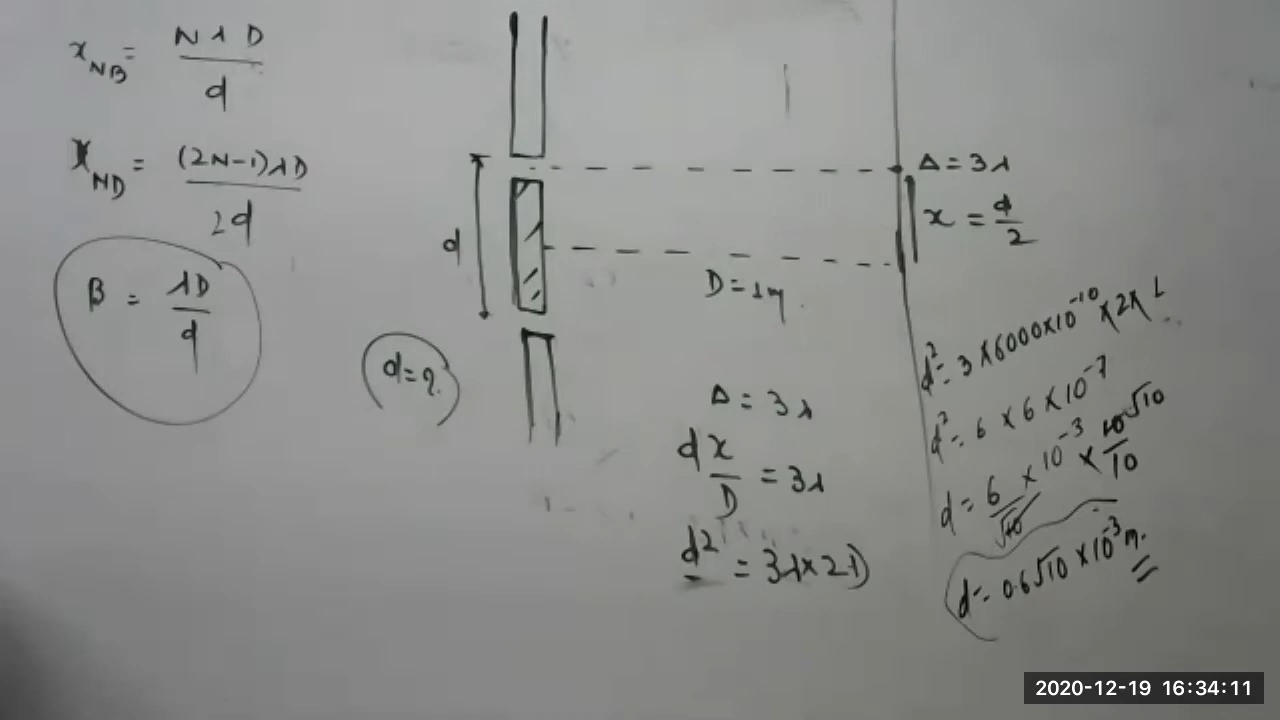 x_NB = NλD/d
x_ND = (2N-1)λD/2d
β = λD/d
d
d=?
D=1m.
Δ=3λ
x = d/2
Δ = 3λ
dx/D = 3λ
d² = 3λ×2D
d² = 3×6000×10⁻¹⁰×2×1
d² = 6×6×10⁻⁷
d = 6/√10 ×10⁻³ × √10/10
d = 0.6√10×10⁻³m.
2020-12-19 16:34:11